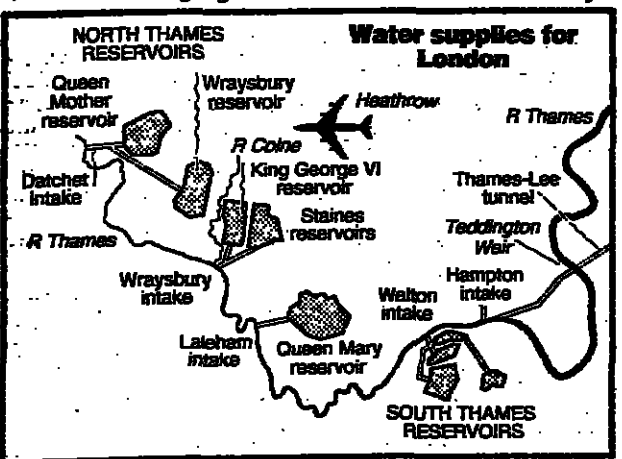 NORTH THAMES
RESERVOIRS
Water supplies for
London
Queen
Mother
reservoir
Wraysbury
reservoir
Heathrow
R Thames
R Colne
King George VI
reservoir
Datchet
intake
Thames-Lee
tunnel
Staines
reservoirs
Teddington
Weir
R Thames
Wraysbury
intake
Hampton
intake
Walton
intake
Laleham
intake
Queen Mary
reservoir
SOUTH THAMES
RESERVOIRS